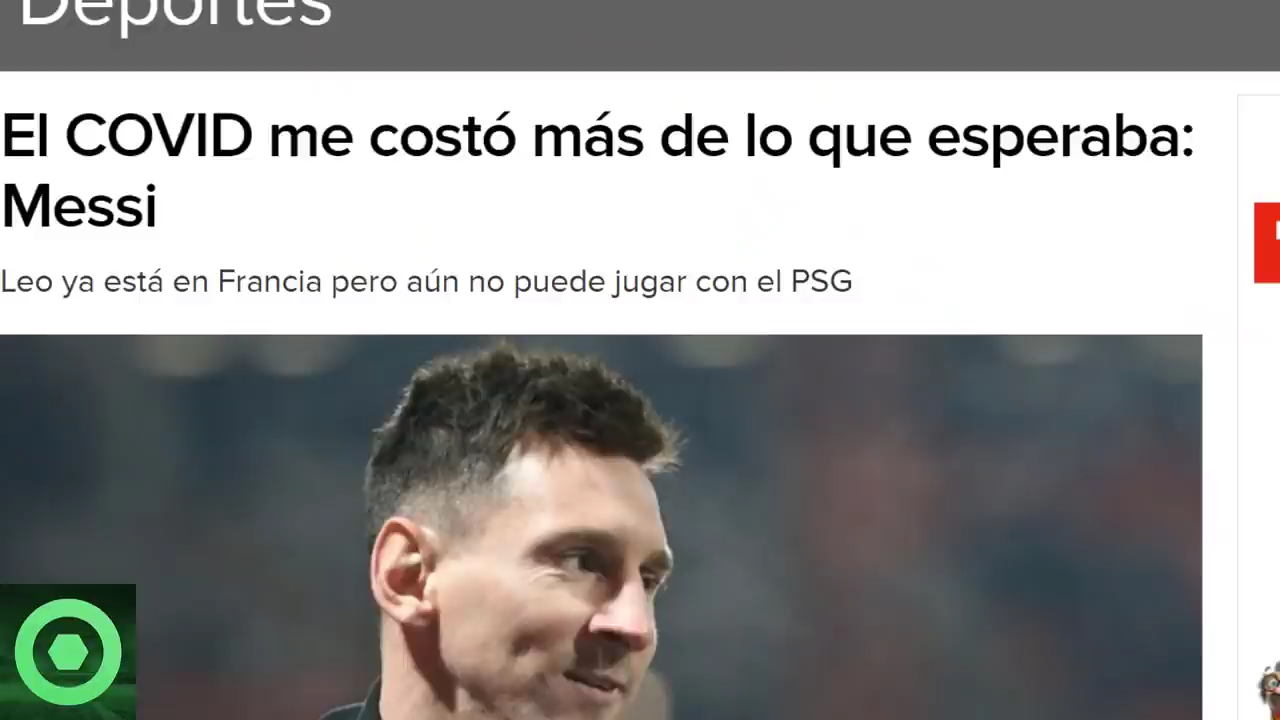 Deportes
El COVID me costó más de lo que esperaba:
Messi
Leo ya está en Francia pero aún no puede jugar con el PSG